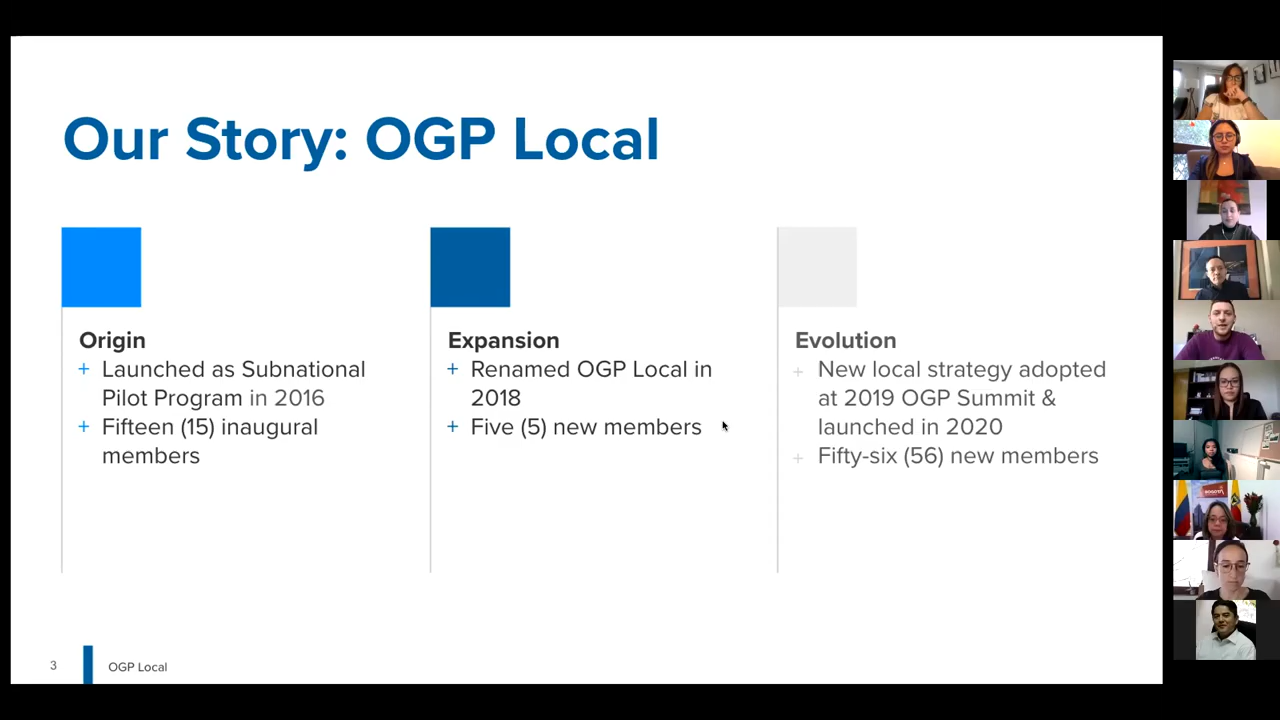 Our Story: OGP Local
Origin
+ Launched as Subnational
Pilot Program in 2016
+ Fifteen (15) inaugural
members
Expansion
+ Renamed OGP Local in
2018
+ Five (5) new members
Evolution
+ New local strategy adopted
at 2019 OGP Summit &
launched in 2020
+ Fifty-six (56) new members
3
OGP Local
BOGOTÁ